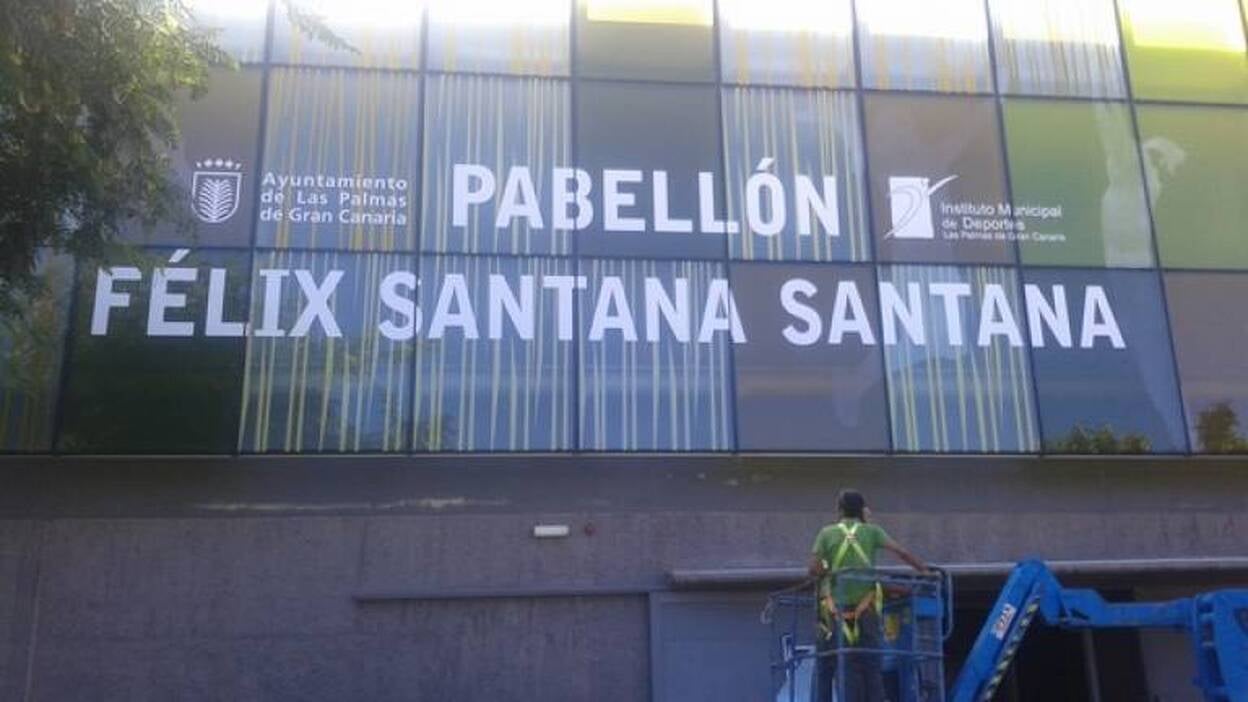 Ayuntamiento
de Las Palmas
de Gran Canaria
PABELLÓN
Instituto Municipal
de Deportes
Las Palmas de Gran Canaria
FÉLIX SANTANA SANTANA